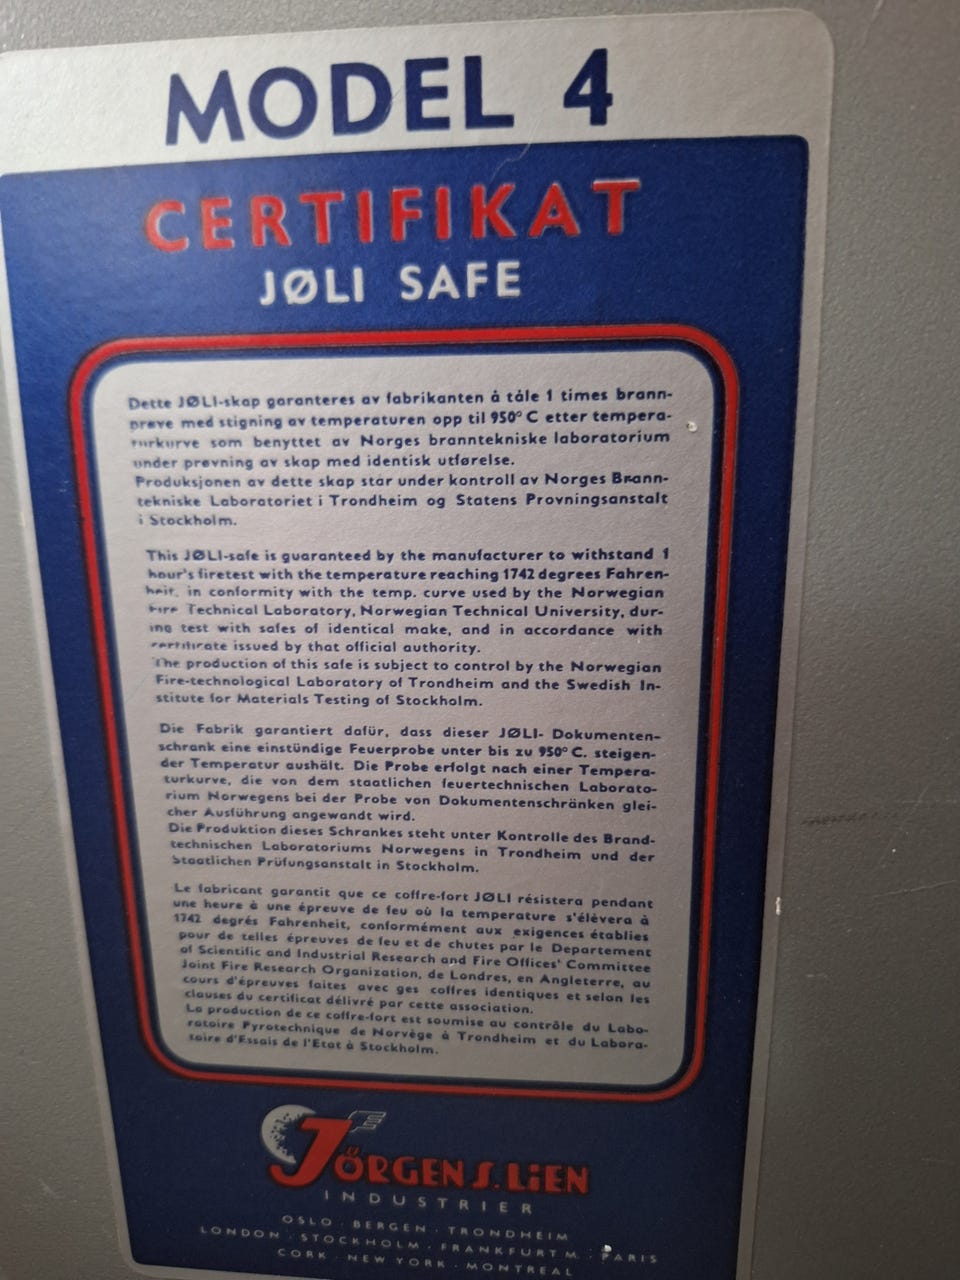 MODEL 4
CERTIFIKAT
JØLI SAFE
Dette JØLI-skap garanteres av fabrikanten å tåle 1 times brann-
prøve med stigning av temperaturen opp til 950° C etter tempera-
turkurve som benyttet av Norges branntekniske laboratorium
under prøvning av skap med identisk utførelse.
Produksjonen av dette skap står under kontroll av Norges Brann-
tekniske Laboratoriet i Trondheim og Statens Provningsanstalt
i Stockholm.
This JØLI-safe is guaranteed by the manufacturer to withstand 1
hour's firetest with the temperature reaching 1742 degrees Fahren-
heit, in conformity with the temp. curve used by the Norwegian
Fire Technical Laboratory, Norwegian Technical University, dur-
ing test with safes of identical make, and in accordance with
certificate issued by that official authority.
The production of this safe is subject to control by the Norwegian
Fire-technological Laboratory of Trondheim and the Swedish In-
stitute for Materials Testing of Stockholm.
Die Fabrik garantiert dafür, dass dieser JØLI- Dokumenten-
schrank eine einstündige Feuerprobe unter bis zu 950° C. steigen-
der Temperatur aushält. Die Probe erfolgt nach einer Tempera-
turkurve, die von dem staatlichen feuertechnischen Laborato-
rium Norwegens bei der Probe von Dokumentenschränken glei-
cher Ausführung angewandt wird.
Die Produktion dieses Schrankes steht unter Kontrolle des Brand-
technischen Laboratoriums Norwegens in Trondheim und der
Staatlichen Prüfungsanstalt in Stockholm.
Le fabricant garantit que ce coffre-fort JØLI résistera pendant
une heure à une épreuve de feu où la temperature s'élèvera à
1742 degrés Fahrenheit, conformément aux exigences établies
pour de telles épreuves de feu et de chutes par le Departement
of Scientific and Industrial Research and Fire Offices' Committee
Joint Fire Research Organization, de Londres, en Angleterre, au
cours d'épreuves faites avec ges coffres identiques et selon les
clauses du certificat délivré par cette association.
La production de ce coffre-fort est soumise au contrôle du Labo-
ratoire Pyrotechnique de Norvège à Trondheim et du Labora-
toire d'Essais de l'Etat à Stockholm.
JÖRGEN S. LIEN
INDUSTRIER
OSLO · BERGEN · TRONDHEIM
LONDON · STOCKHOLM · FRANKFURT M · PARIS
CORK · NEW YORK · MONTREAL